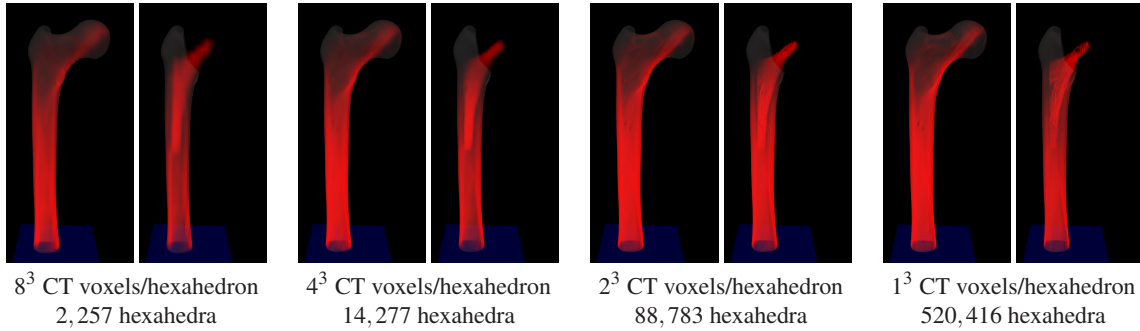 8³ CT voxels/hexahedron
2,257 hexahedra
4³ CT voxels/hexahedron
14,277 hexahedra
2³ CT voxels/hexahedron
88,783 hexahedra
1³ CT voxels/hexahedron
520,416 hexahedra